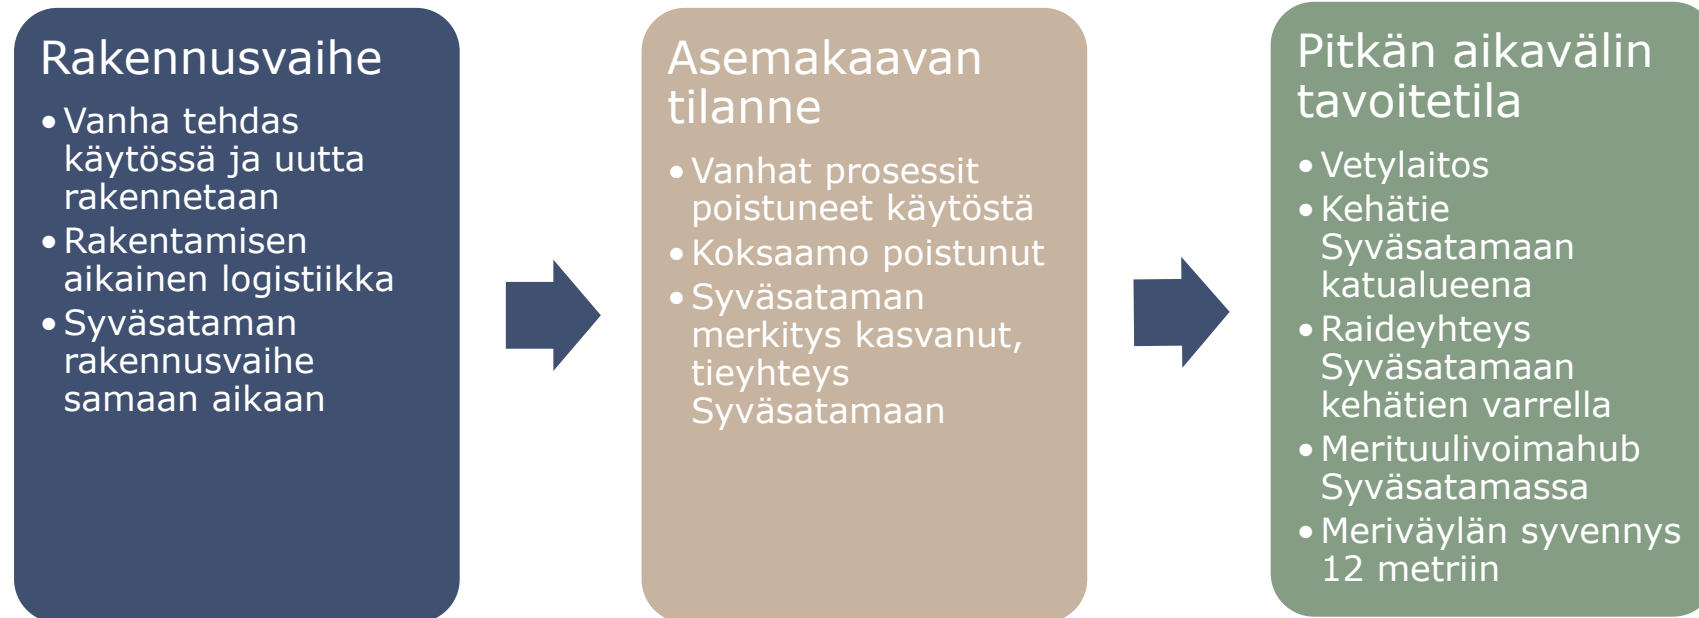 Rakennusvaihe
• Vanha tehdas
käytössä ja uutta
rakennetaan
• Rakentamisen
aikainen logistiikka
• Syväsataman
rakennusvaihe
samaan aikaan
Asemakaavan
tilanne
• Vanhat prosessit
poistuneet käytöstä
• Koksaamo poistunut
• Syväsataman
merkitys kasvanut,
tieyhteys
Syväsatamaan
Pitkän aikavälin
tavoitetila
• Vetylaitos
• Kehätie
Syväsatamaan
katualueena
• Raideyhteys
Syväsatamaan
kehätien varrella
• Merituulivoimahub
Syväsatamassa
• Meriväylän syvennys
12 metriin